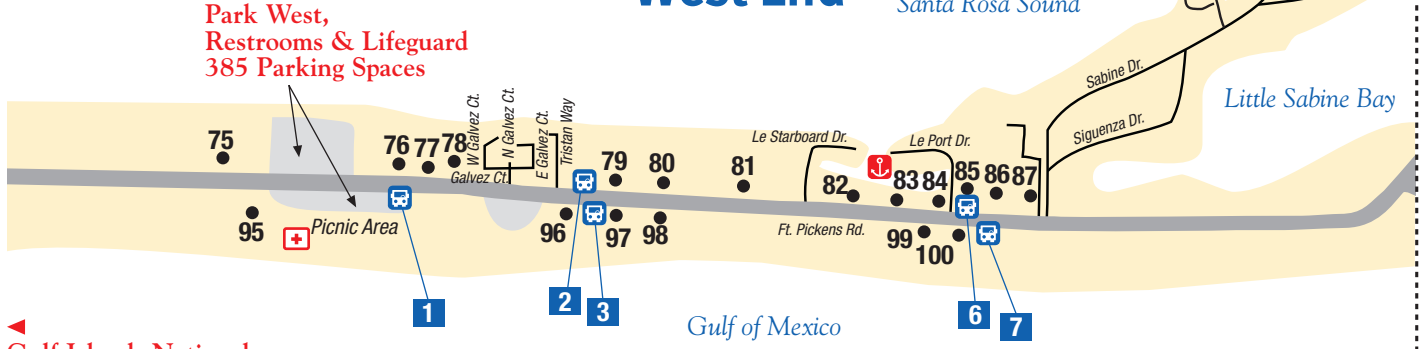 West End
Santa Rosa Sound
Park West,
Restrooms & Lifeguard
385 Parking Spaces
Sabine Dr.
Little Sabine Bay
Siguenza Dr.
W Galvez Ct.
N Galvez Ct.
E Galvez Ct.
Tristan Way
Galvez Ct.
Le Starboard Dr.
Le Port Dr.
75
76
77
78
79
80
81
82
83
84
85
86
87
95
Picnic Area
96
97
98
Ft. Pickens Rd.
99
100
1
2
3
6
7
Gulf of Mexico
Gulf Islands National